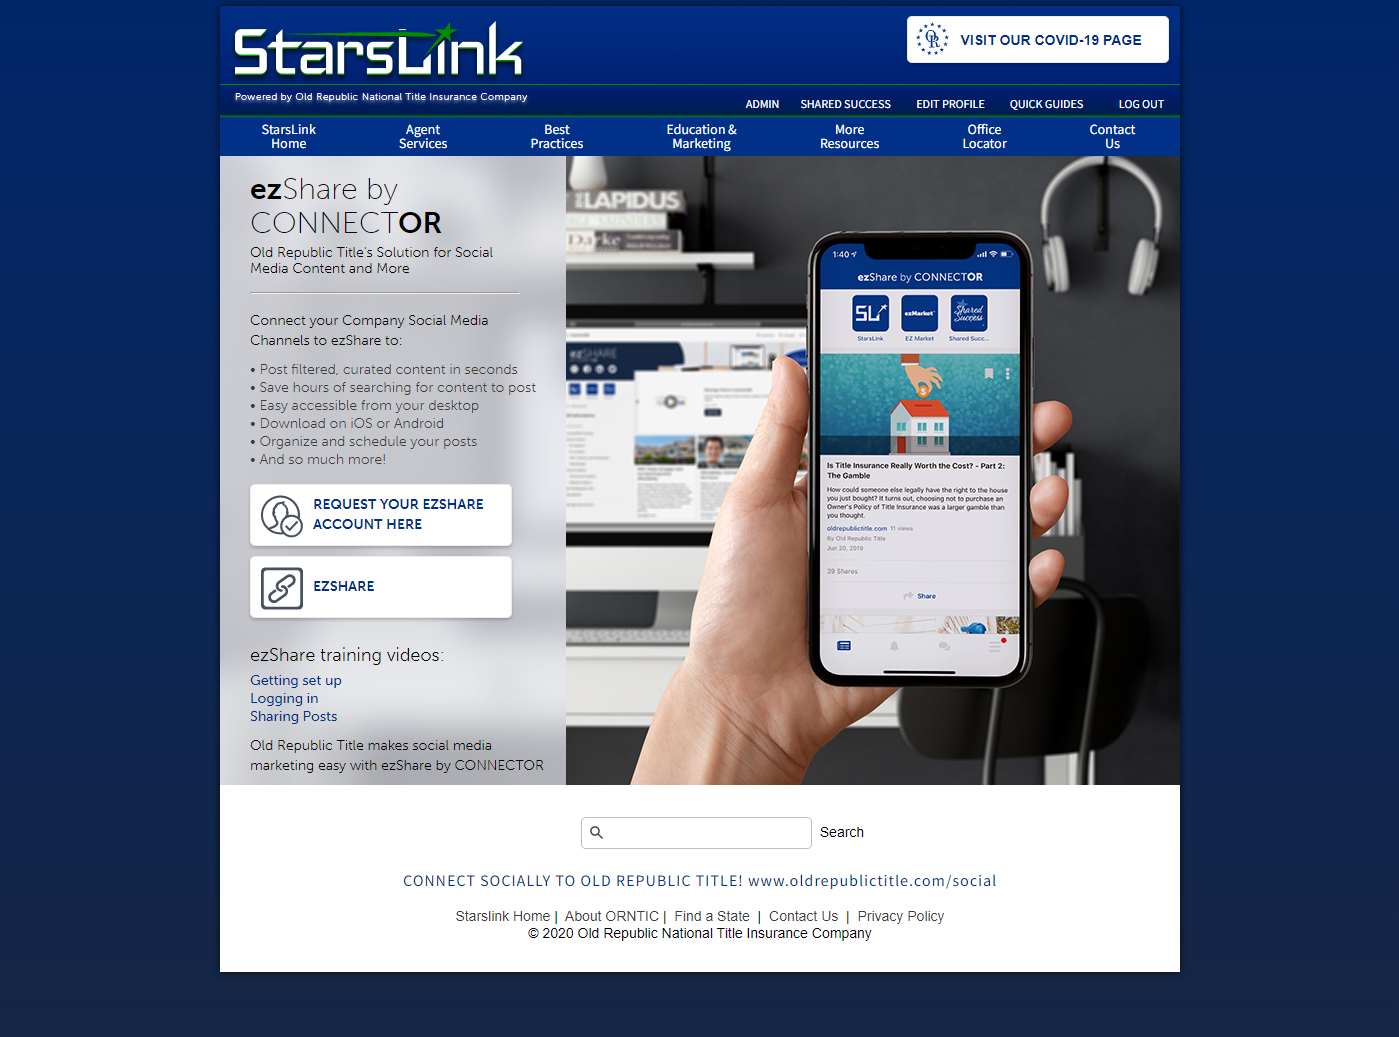 StarsLink
VISIT OUR COVID-19 PAGE
Powered by Old Republic National Title Insurance Company
ADMIN SHARED SUCCESS EDIT PROFILE QUICK GUIDES LOG OUT
StarsLink Home
Agent Services
Best Practices
Education & Marketing
More Resources
Office Locator
Contact Us
ezShare by
CONNECTOR
Old Republic Title's Solution for Social
Media Content and More
Connect your Company Social Media
Channels to ezShare to:
• Post filtered, curated content in seconds
• Save hours of searching for content to post
• Easy accessible from your desktop
• Download on iOS or Android
• Organize and schedule your posts
• And so much more!
REQUEST YOUR EZSHARE
ACCOUNT HERE
EZSHARE
ezShare training videos:
Getting set up
Logging in
Sharing Posts
Old Republic Title makes social media
marketing easy with ezShare by CONNECTOR
LAPIDUS
ezSHARE
1:40
ezShare by CONNECTOR
SL ezMarket Shared Success
StarsLink EZ Market Shared Succ...
Is Title Insurance Really Worth the Cost? - Part 2:
The Gamble
How could someone else legally have the right to the house
you just bought? It turns out, choosing not to purchase an
Owner's Policy of Title Insurance was a larger gamble than
you thought.
oldrepublictitle.com 11 views
By Old Republic Title
Jun 20, 2019
39 Shares
Share
Search
CONNECT SOCIALLY TO OLD REPUBLIC TITLE! www.oldrepublictitle.com/social
Starslink Home | About ORNTIC | Find a State | Contact Us | Privacy Policy
© 2020 Old Republic National Title Insurance Company